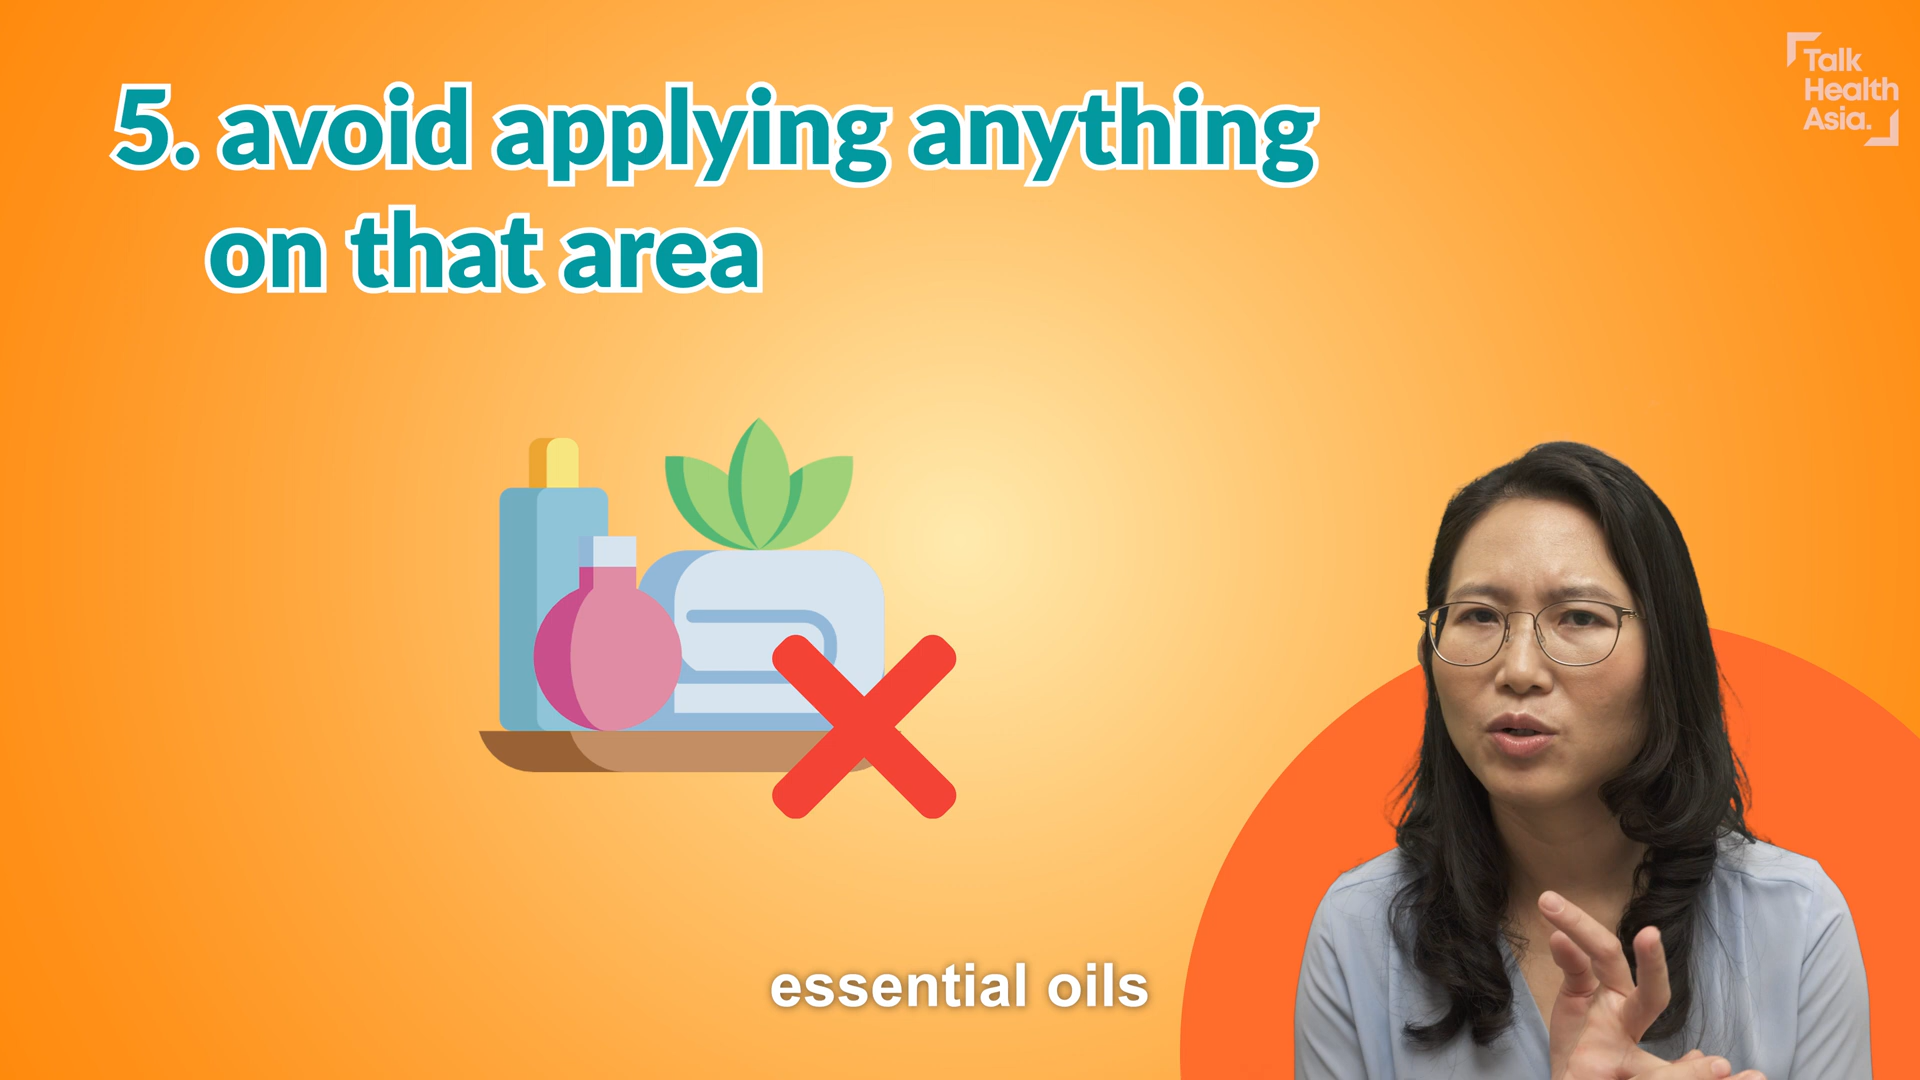 5. avoid applying anything
on that area
Talk
Health
Asia.
essential oils